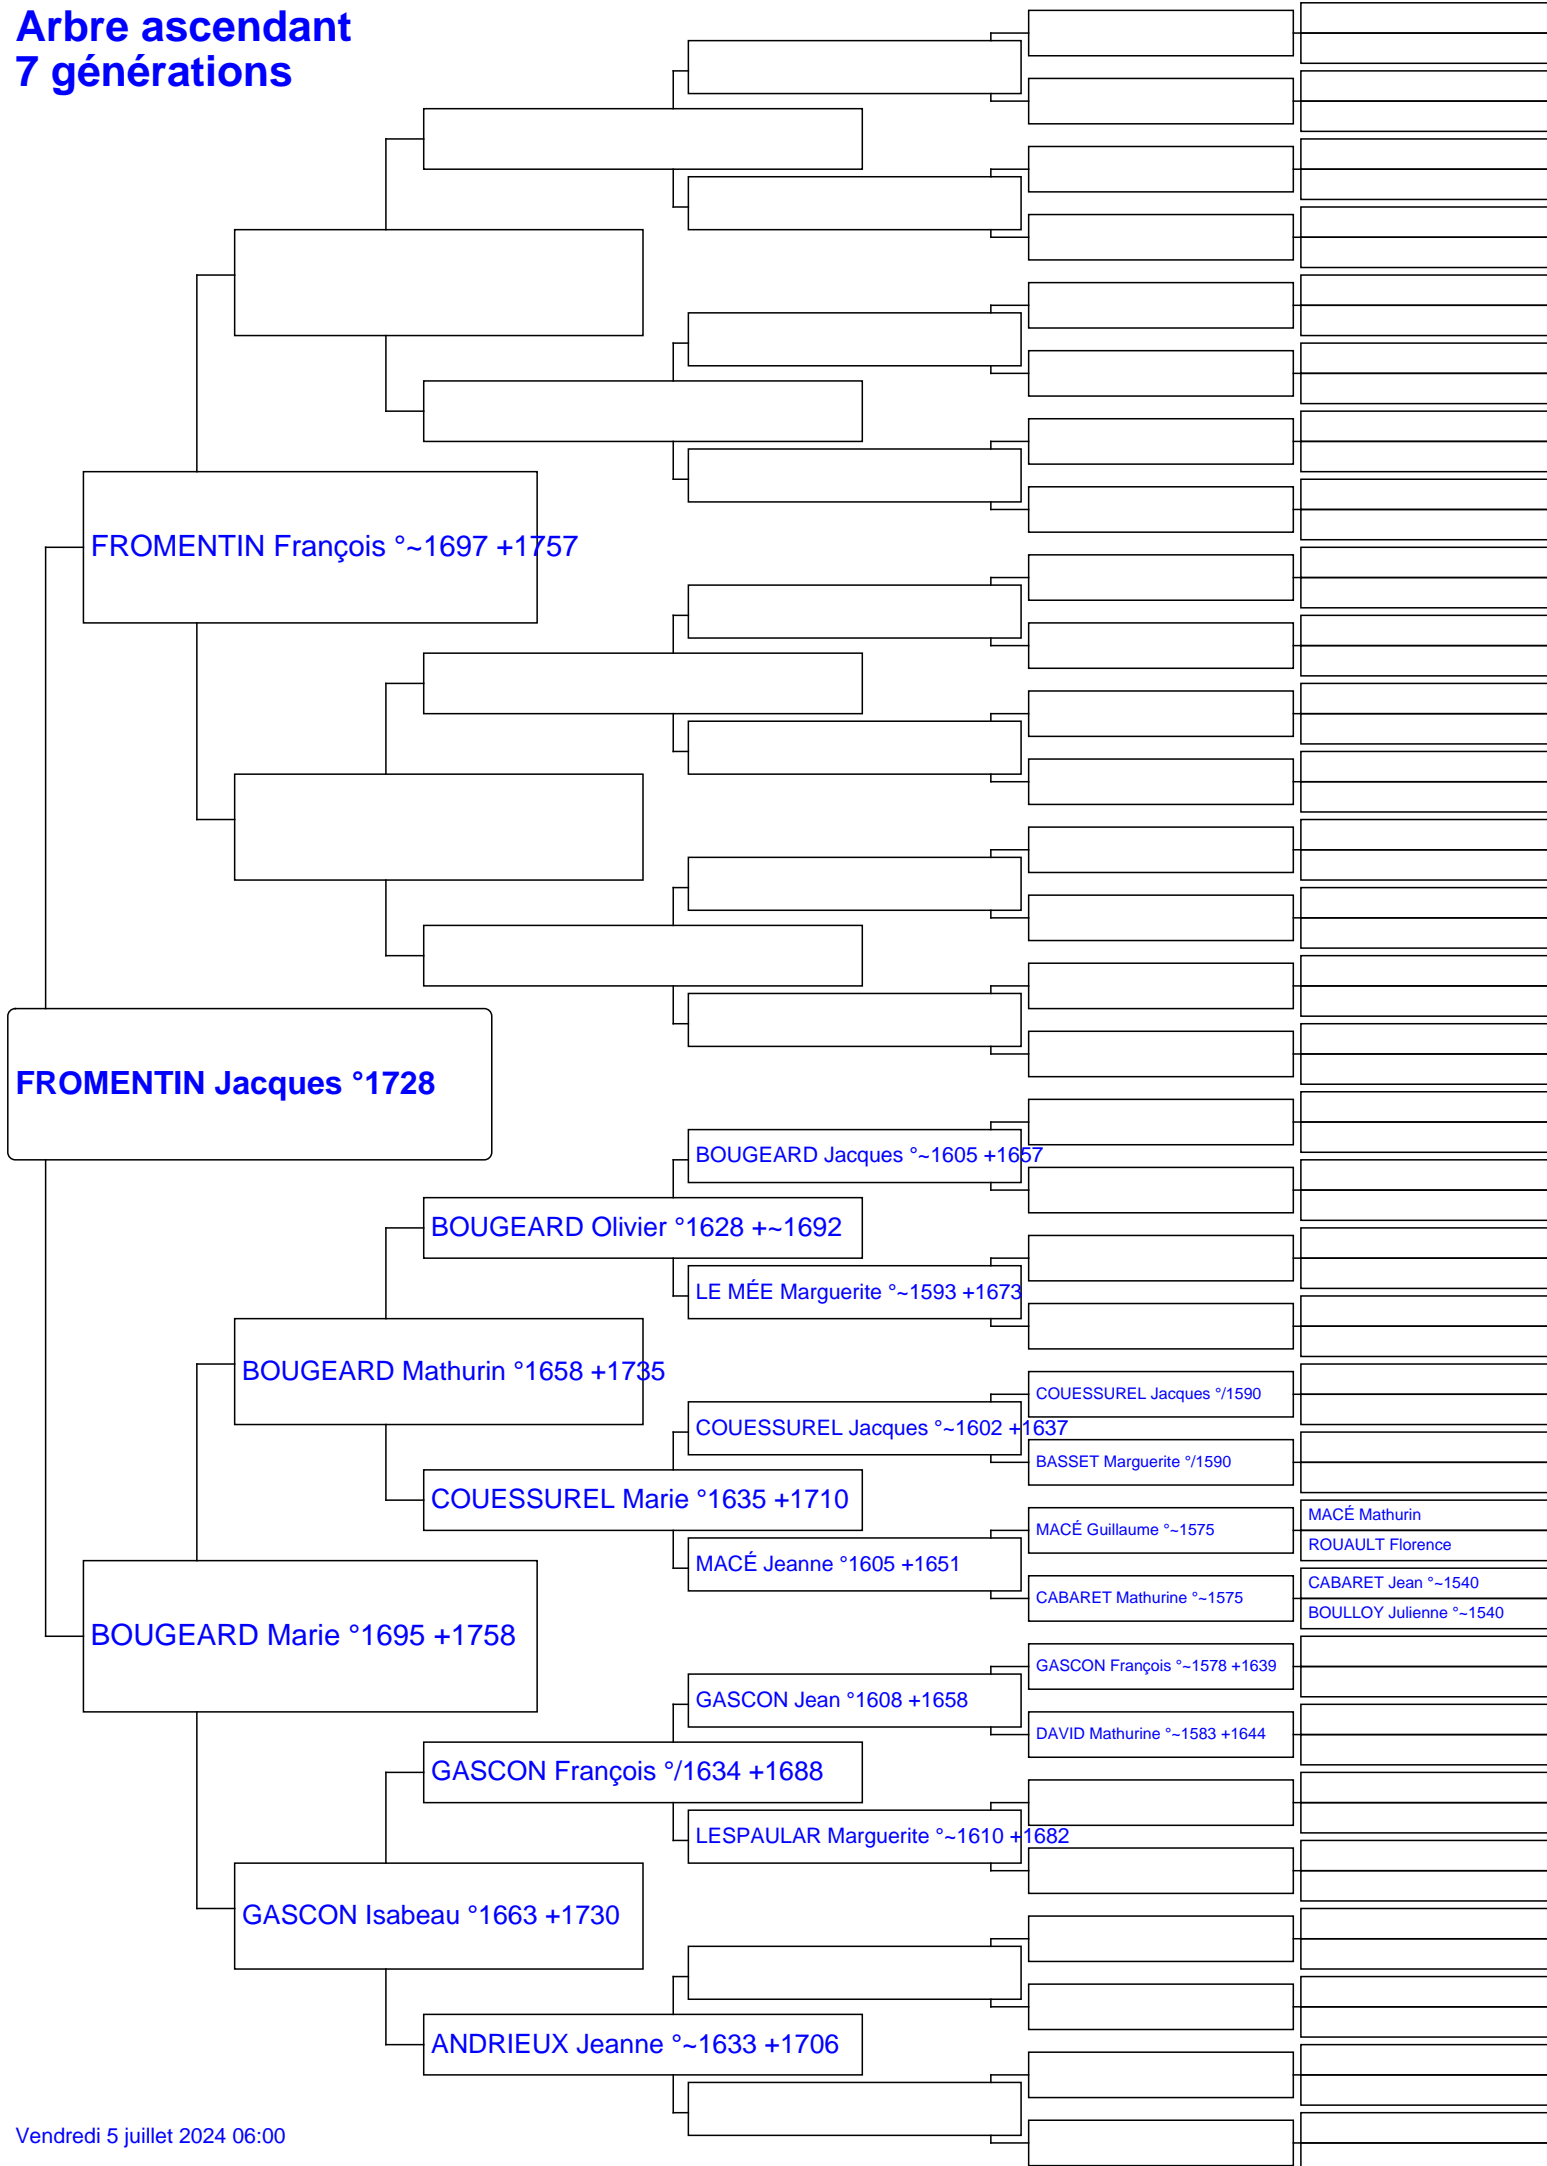 Arbre ascendant
7 générations
FROMENTIN François °~1697 +1757
FROMENTIN Jacques °1728
BOUGEARD Jacques °~1605 +1657
BOUGEARD Olivier °1628 +~1692
LE MÉE Marguerite °~1593 +1673
BOUGEARD Mathurin °1658 +1735
COUESSUREL Jacques °/1590
COUESSUREL Jacques °~1602 +1637
BASSET Marguerite °/1590
COUESSUREL Marie °1635 +1710
MACÉ Mathurin
MACÉ Guillaume °~1575
ROUAULT Florence
MACÉ Jeanne °1605 +1651
CABARET Jean °~1540
CABARET Mathurine °~1575
BOULLOY Julienne °~1540
BOUGEARD Marie °1695 +1758
GASCON François °~1578 +1639
GASCON Jean °1608 +1658
DAVID Mathurine °~1583 +1644
GASCON François °/1634 +1688
LESPAULAR Marguerite °~1610 +1682
GASCON Isabeau °1663 +1730
ANDRIEUX Jeanne °~1633 +1706
Vendredi 5 juillet 2024 06:00